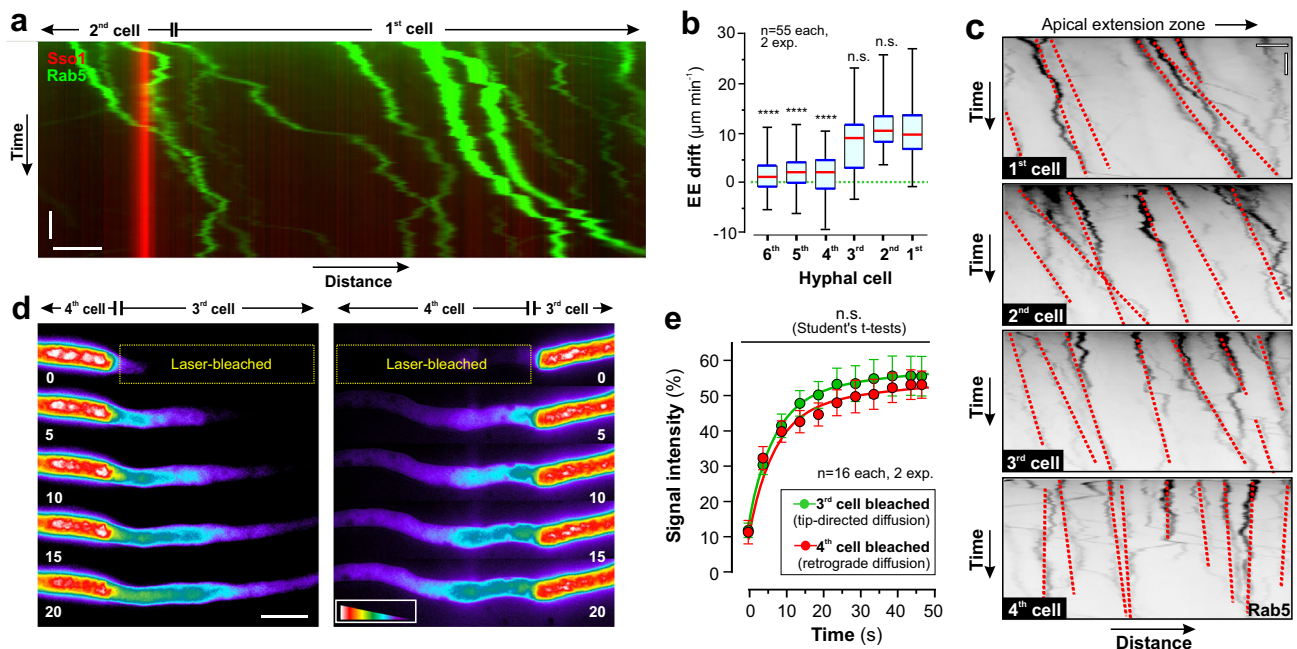 a
2nd cell
1st cell
Sso1
Rab5
Time
Distance
b
n=55 each,
2 exp.
n.s.
n.s.
****
****
****
EE drift (µm min-1)
30
20
10
0
-10
6th
5th
4th
3rd
2nd
1st
Hyphal cell
c
Apical extension zone
Time
1st cell
Time
2nd cell
Time
3rd cell
Time
4th cell
Rab5
Distance
d
4th cell
3rd cell
Laser-bleached
0
5
10
15
20
4th cell
3rd cell
Laser-bleached
0
5
10
15
20
e
n.s.
(Student's t-tests)
Signal intensity (%)
60
50
40
30
20
10
0
n=16 each, 2 exp.
3rd cell bleached
(tip-directed diffusion)
4th cell bleached
(retrograde diffusion)
0
10
20
30
40
50
Time (s)